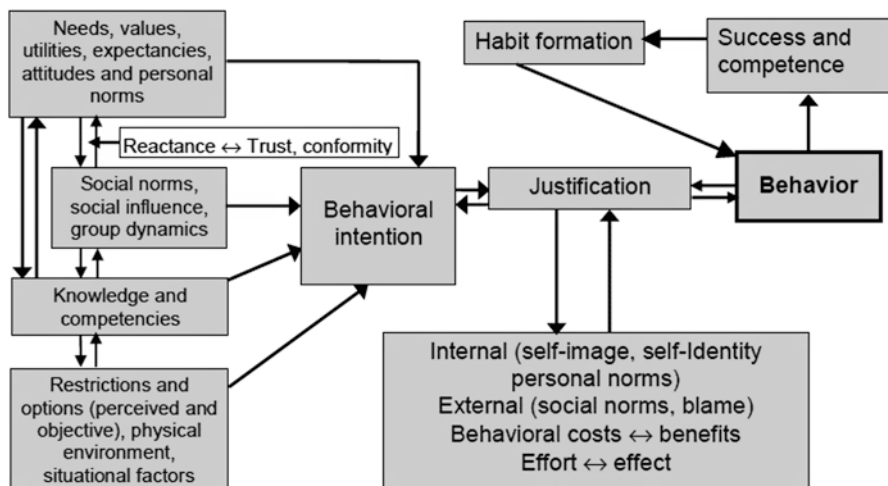 Needs, values,
utilities, expectancies,
attitudes and personal
norms
Reactance ↔ Trust, conformity
Social norms,
social influence,
group dynamics
Knowledge and
competencies
Restrictions and
options (perceived and
objective), physical
environment,
situational factors
Behavioral
intention
Justification
Internal (self-image, self-Identity
personal norms)
External (social norms, blame)
Behavioral costs ↔ benefits
Effort ↔ effect
Habit formation
Success and
competence
Behavior